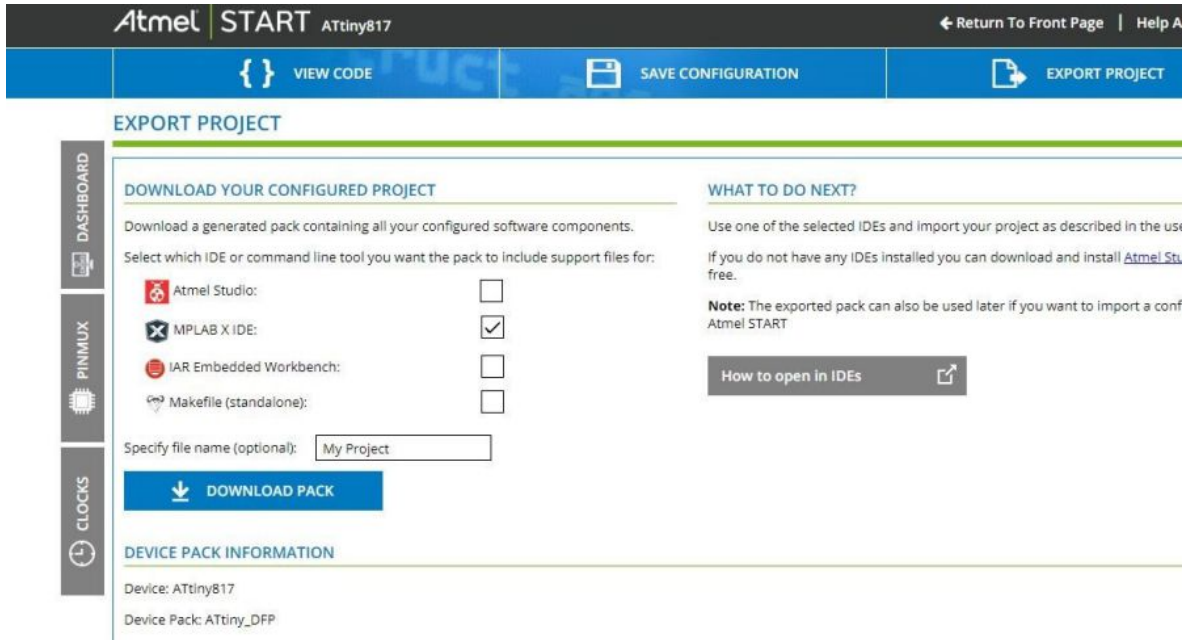 Atmel START ATtiny817
Return To Front Page | Help A
{ } VIEW CODE
SAVE CONFIGURATION
EXPORT PROJECT
EXPORT PROJECT
DASHBOARD
PINMUX
CLOCKS
DOWNLOAD YOUR CONFIGURED PROJECT
Download a generated pack containing all your configured software components.
Select which IDE or command line tool you want the pack to include support files for:
Atmel Studio:
MPLAB X IDE:
IAR Embedded Workbench:
Makefile (standalone):
Specify file name (optional): My Project
DOWNLOAD PACK
WHAT TO DO NEXT?
Use one of the selected IDEs and import your project as described in the use
If you do not have any IDEs installed you can download and install Atmel Stu
free.
Note: The exported pack can also be used later if you want to import a conf
Atmel START
How to open in IDEs
DEVICE PACK INFORMATION
Device: ATtiny817
Device Pack: ATtiny_DFP